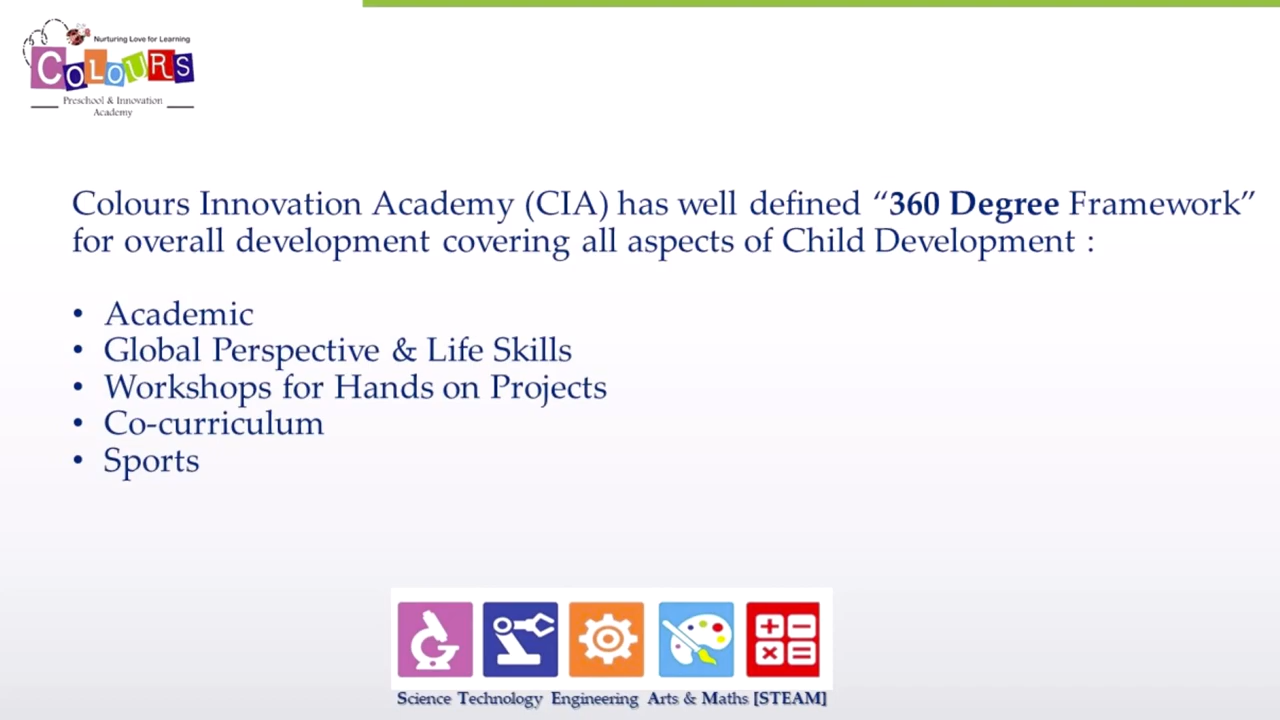 Nurturing Love for Learning
COLOURS
Preschool & Innovation
Academy
Colours Innovation Academy (CIA) has well defined “360 Degree Framework”
for overall development covering all aspects of Child Development :
• Academic
• Global Perspective & Life Skills
• Workshops for Hands on Projects
• Co-curriculum
• Sports
Science Technology Engineering Arts & Maths [STEAM]